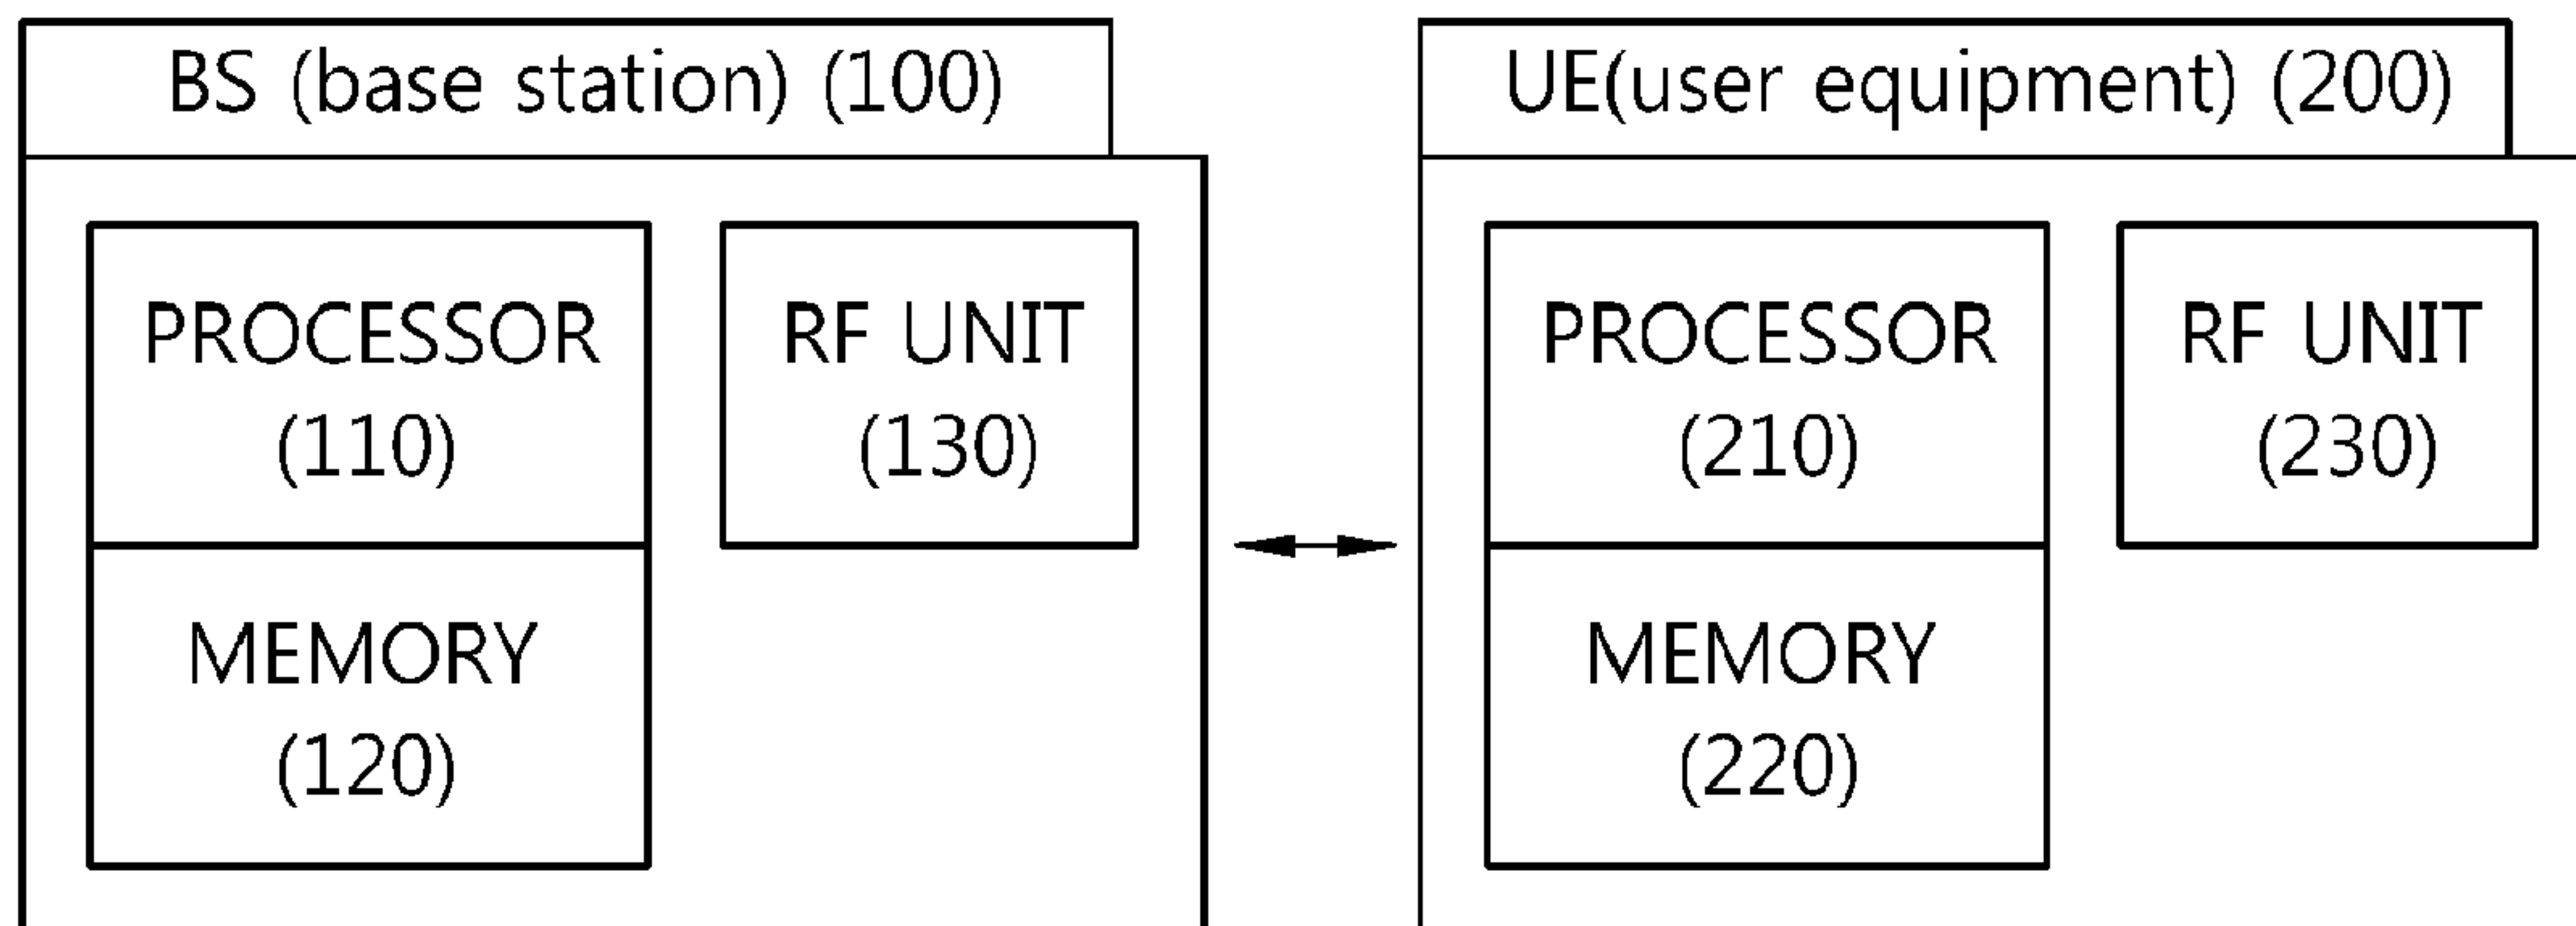 BS (base station) (100)
PROCESSOR
(110)
RF UNIT
(130)
MEMORY
(120)
UE(user equipment) (200)
PROCESSOR
(210)
RF UNIT
(230)
MEMORY
(220)